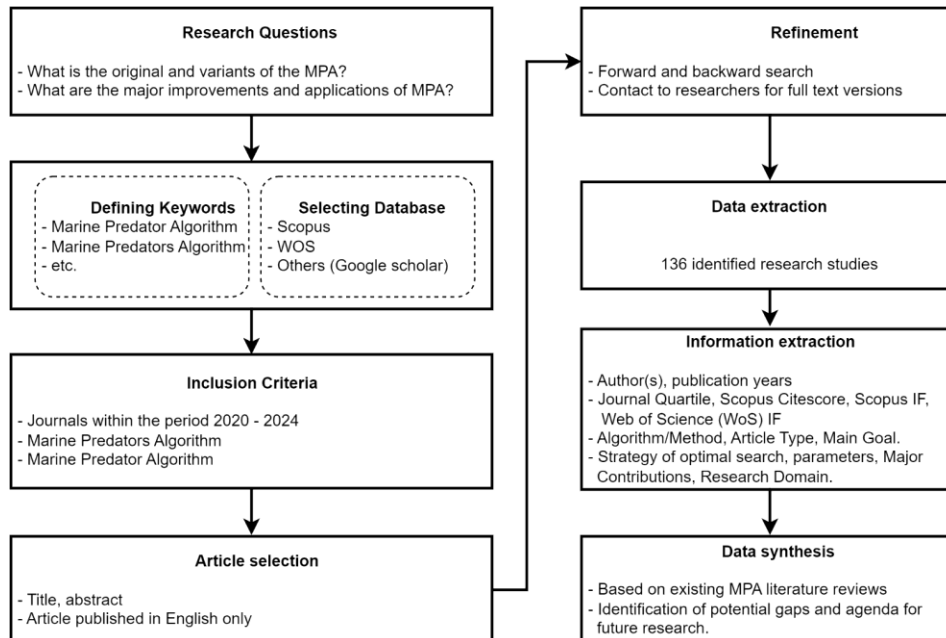 Research Questions
- What is the original and variants of the MPA?
- What are the major improvements and applications of MPA?
Defining Keywords
- Marine Predator Algorithm
- Marine Predators Algorithm
- etc.
Selecting Database
- Scopus
- WOS
- Others (Google scholar)
Inclusion Criteria
- Journals within the period 2020 - 2024
- Marine Predators Algorithm
- Marine Predator Algorithm
Article selection
- Title, abstract
- Article published in English only
Refinement
- Forward and backward search
- Contact to researchers for full text versions
Data extraction
136 identified research studies
Information extraction
- Author(s), publication years
- Journal Quartile, Scopus Citescore, Scopus IF,
Web of Science (WoS) IF
- Algorithm/Method, Article Type, Main Goal.
- Strategy of optimal search, parameters, Major
Contributions, Research Domain.
Data synthesis
- Based on existing MPA literature reviews
- Identification of potential gaps and agenda for
future research.